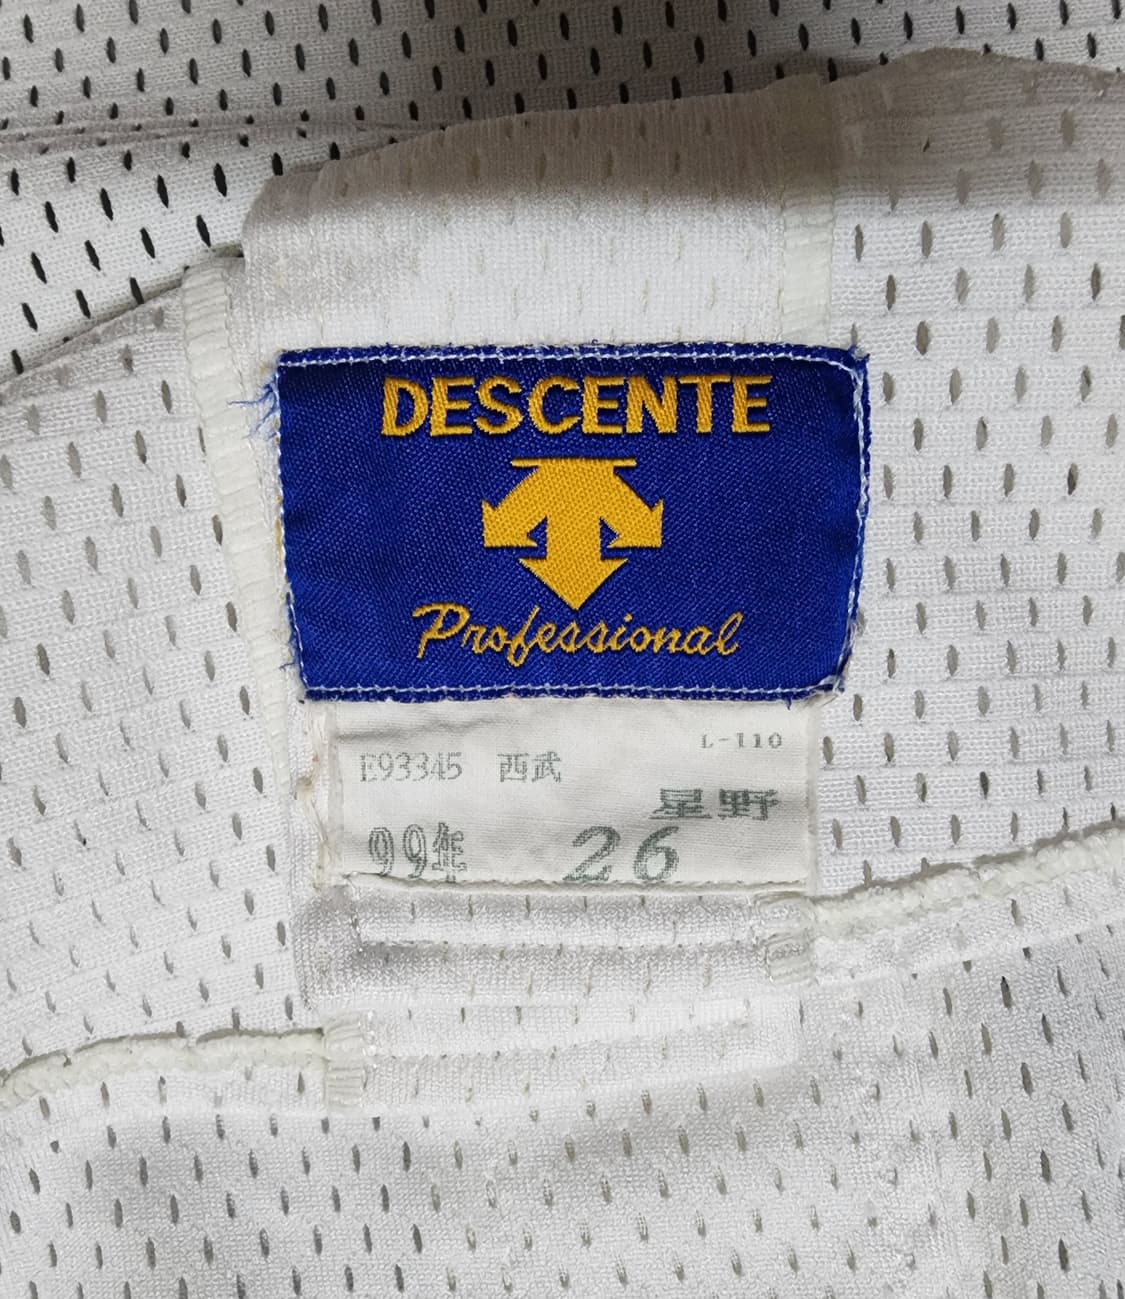 DESCENTE
Professional
L-110
E93345 西武
星野
99年 26